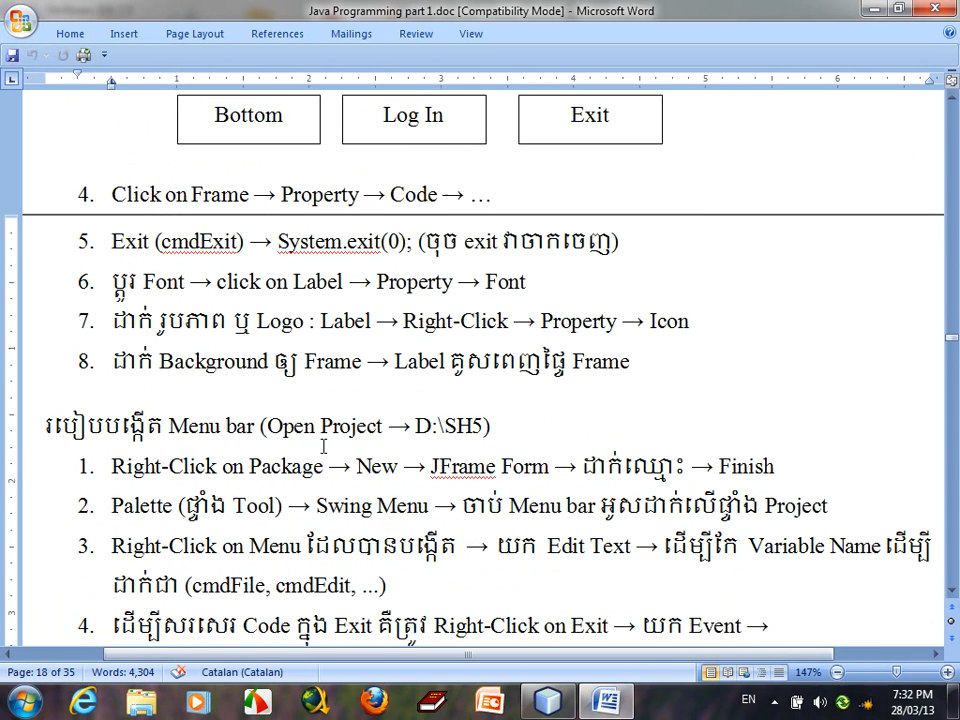 Java Programming part 1.doc [Compatibility Mode] - Microsoft Word
Home Insert Page Layout References Mailings Review View
1 2 3 4 5 6
Bottom Log In Exit
4. Click on Frame → Property → Code → …
5. Exit (cmdExit) → System.exit(0); (ចុច exit វាចាកចេញ)
6. ប្ដូរ Font → click on Label → Property → Font
7. ដាក់ រូបភាព ឬ Logo : Label → Right-Click → Property → Icon
8. ដាក់ Background ឲ្យ Frame → Label គូសពេញផ្ទៃ Frame
របៀបបង្កើត Menu bar (Open Project → D:\SH5)
1. Right-Click on Package → New → JFrame Form → ដាក់ឈ្មោះ → Finish
2. Palette (ផ្ទាំង Tool) → Swing Menu → ចាប់ Menu bar អូសដាក់លើផ្ទាំង Project
3. Right-Click on Menu ដែលបានបង្កើត → យក Edit Text → ដើម្បីកែ Variable Name ដើម្បី
ដាក់ជា (cmdFile, cmdEdit, ...)
4. ដើម្បីសរសេរ Code ក្នុង Exit គឺត្រូវ Right-Click on Exit → យក Event →
Page: 18 of 35 Words: 4,304 Catalan (Catalan) 147%
EN 7:32 PM
28/03/13